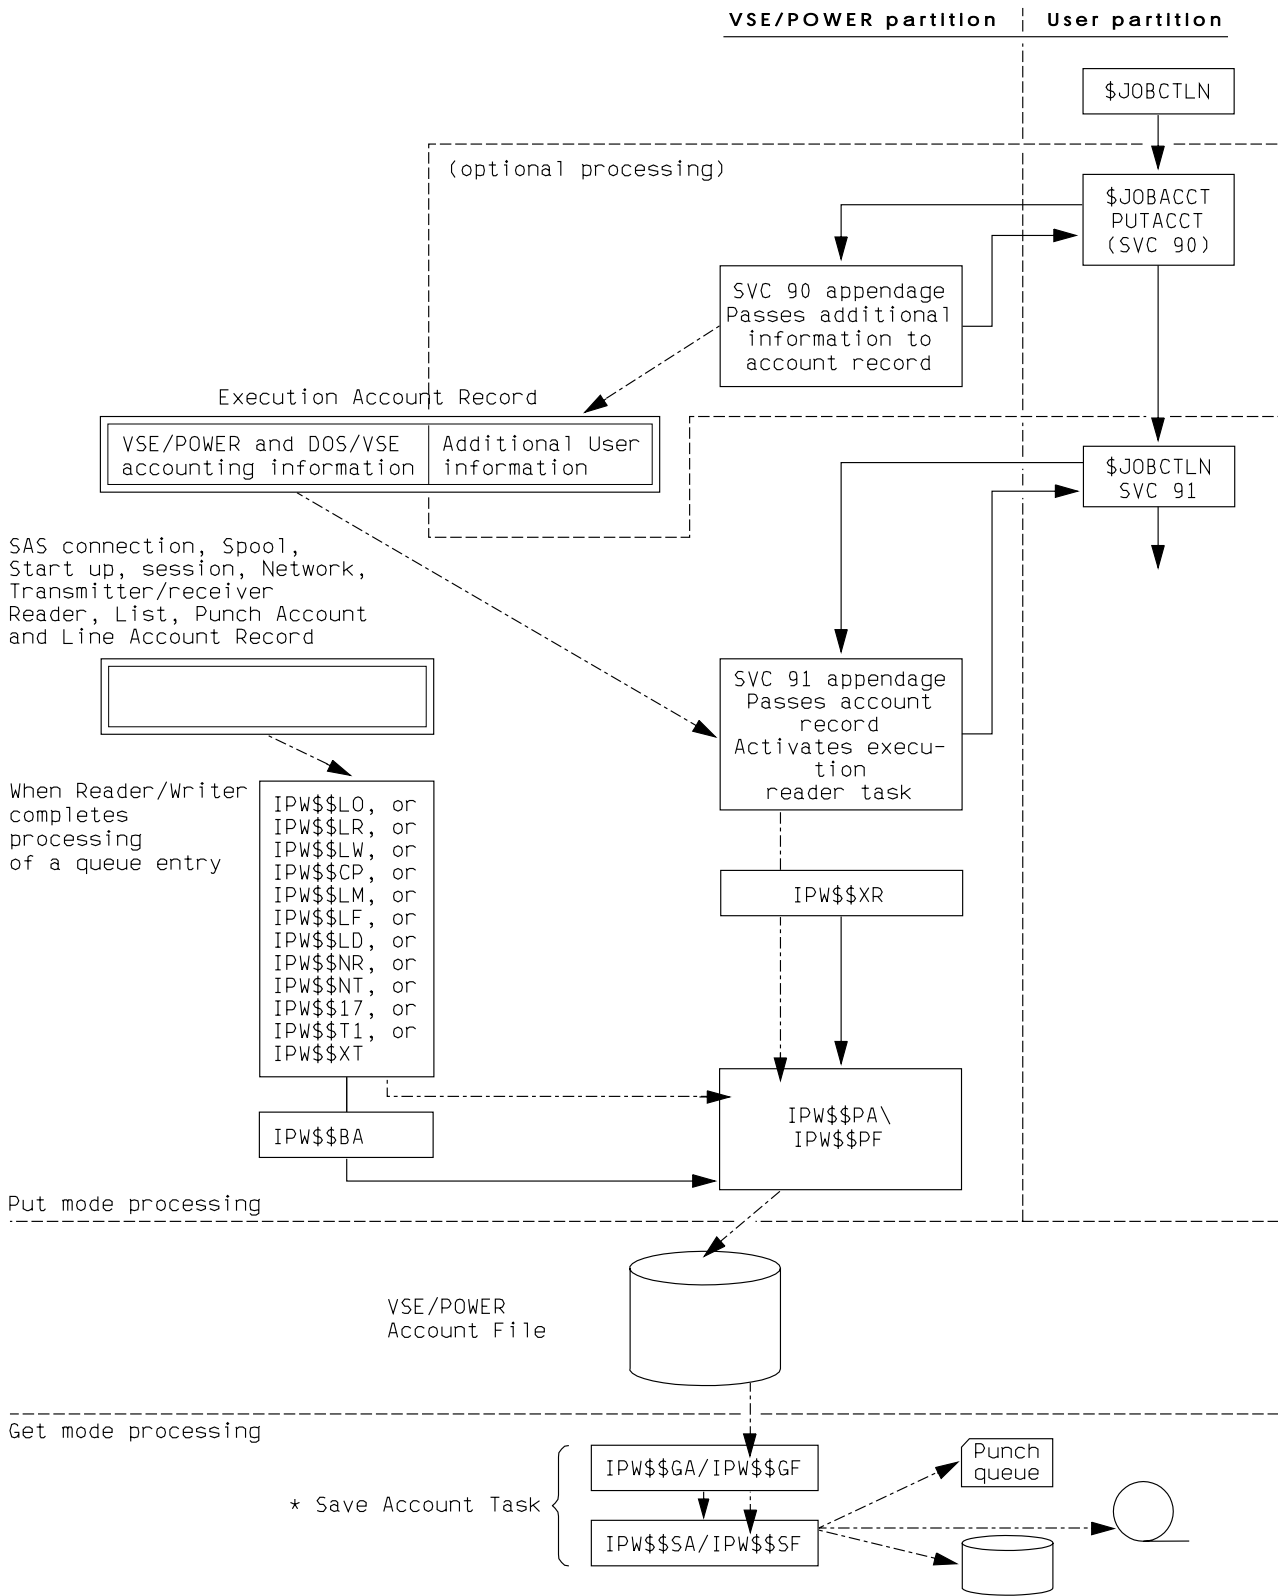 VSE/POWER partition
User partition
$JOBCTLN
(optional processing)
$JOBACCT
PUTACCT
(SVC 90)
SVC 90 appendage
Passes additional
information to
account record
Execution Account Record
VSE/POWER and DOS/VSE
accounting information
Additional User
information
$JOBCTLN
SVC 91
SAS connection, Spool,
Start up, session, Network,
Transmitter/receiver
Reader, List, Punch Account
and Line Account Record
SVC 91 appendage
Passes account
record
Activates execu-
tion
reader task
When Reader/Writer
completes
processing
of a queue entry
IPW$$LO, or
IPW$$LR, or
IPW$$LW, or
IPW$$CP, or
IPW$$LM, or
IPW$$LF, or
IPW$$LD, or
IPW$$NR, or
IPW$$NT, or
IPW$$17, or
IPW$$T1, or
IPW$$XT
IPW$$XR
IPW$$PA\
IPW$$PF
IPW$$BA
Put mode processing
VSE/POWER
Account File
Get mode processing
* Save Account Task
IPW$$GA/IPW$$GF
IPW$$SA/IPW$$SF
Punch
queue